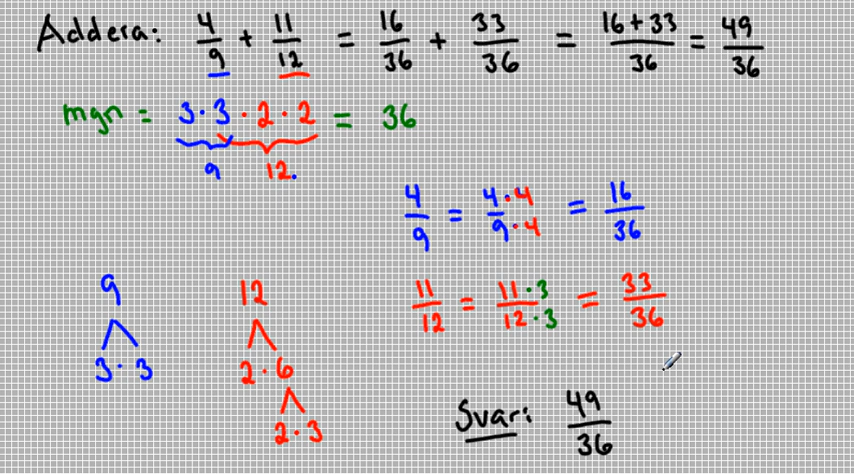 Addera: 4/9 + 11/12 = 16/36 + 33/36 = 16+33/36 = 49/36
mgn = 3·3·2·2 = 36
9 12.
4/9 = 4·4/9·4 = 16/36
9 12
11/12 = 11·3/12·3 = 33/36
3·3 2·6
2·3
Svar: 49/36